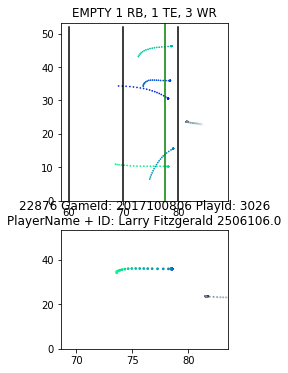 EMPTY 1 RB, 1 TE, 3 WR
50
40
30
20
10
0
60 70 80
22876 GameId: 2017100806 PlayId: 3026
PlayerName + ID: Larry Fitzgerald 2506106.0
40
20
0
70 75 80